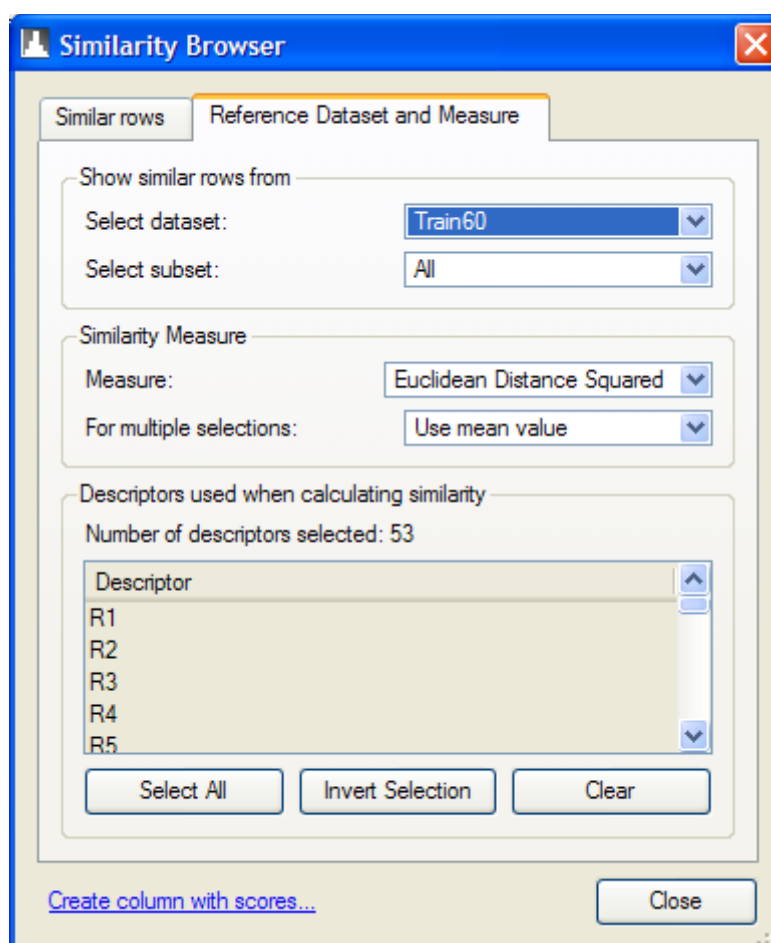 Similarity Browser
Similar rows
Reference Dataset and Measure
Show similar rows from
Select dataset: Train60
Select subset: All
Similarity Measure
Measure: Euclidean Distance Squared
For multiple selections: Use mean value
Descriptors used when calculating similarity
Number of descriptors selected: 53
Descriptor
R1
R2
R3
R4
R5
Select All Invert Selection Clear
Create column with scores... Close